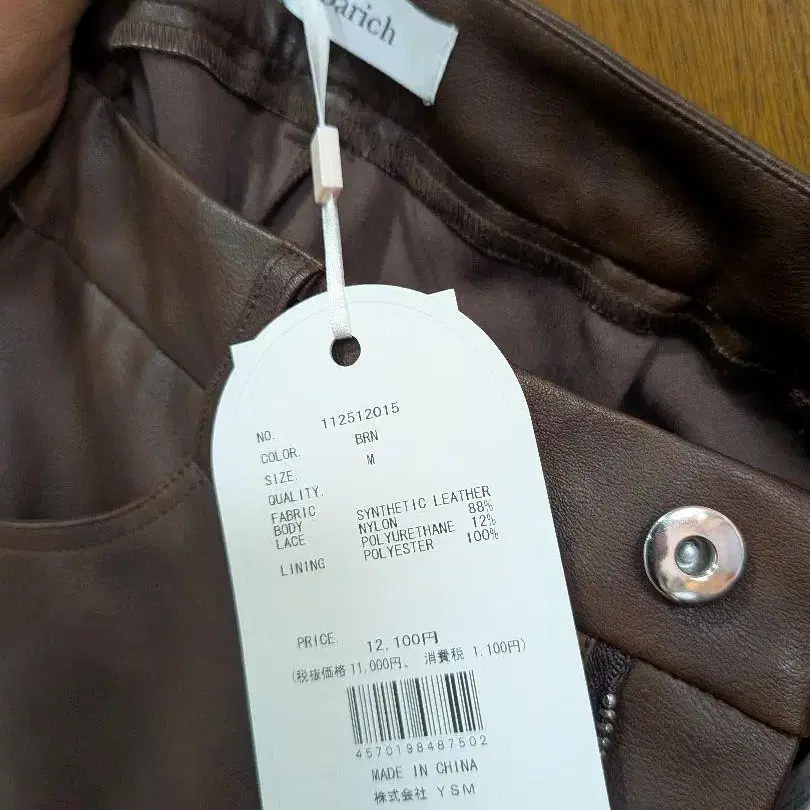 Darich
NO. 112512015
COLOR. BRN
SIZE. M
QUALITY.
FABRIC SYNTHETIC LEATHER
BODY NYLON 88%
LACE POLYURETHANE 12%
LINING POLYESTER 100%
PRICE. 12,100円
(税抜価格 11,000円、 消費税 1,100円)
4570198487502
MADE IN CHINA
株式会社 YSM